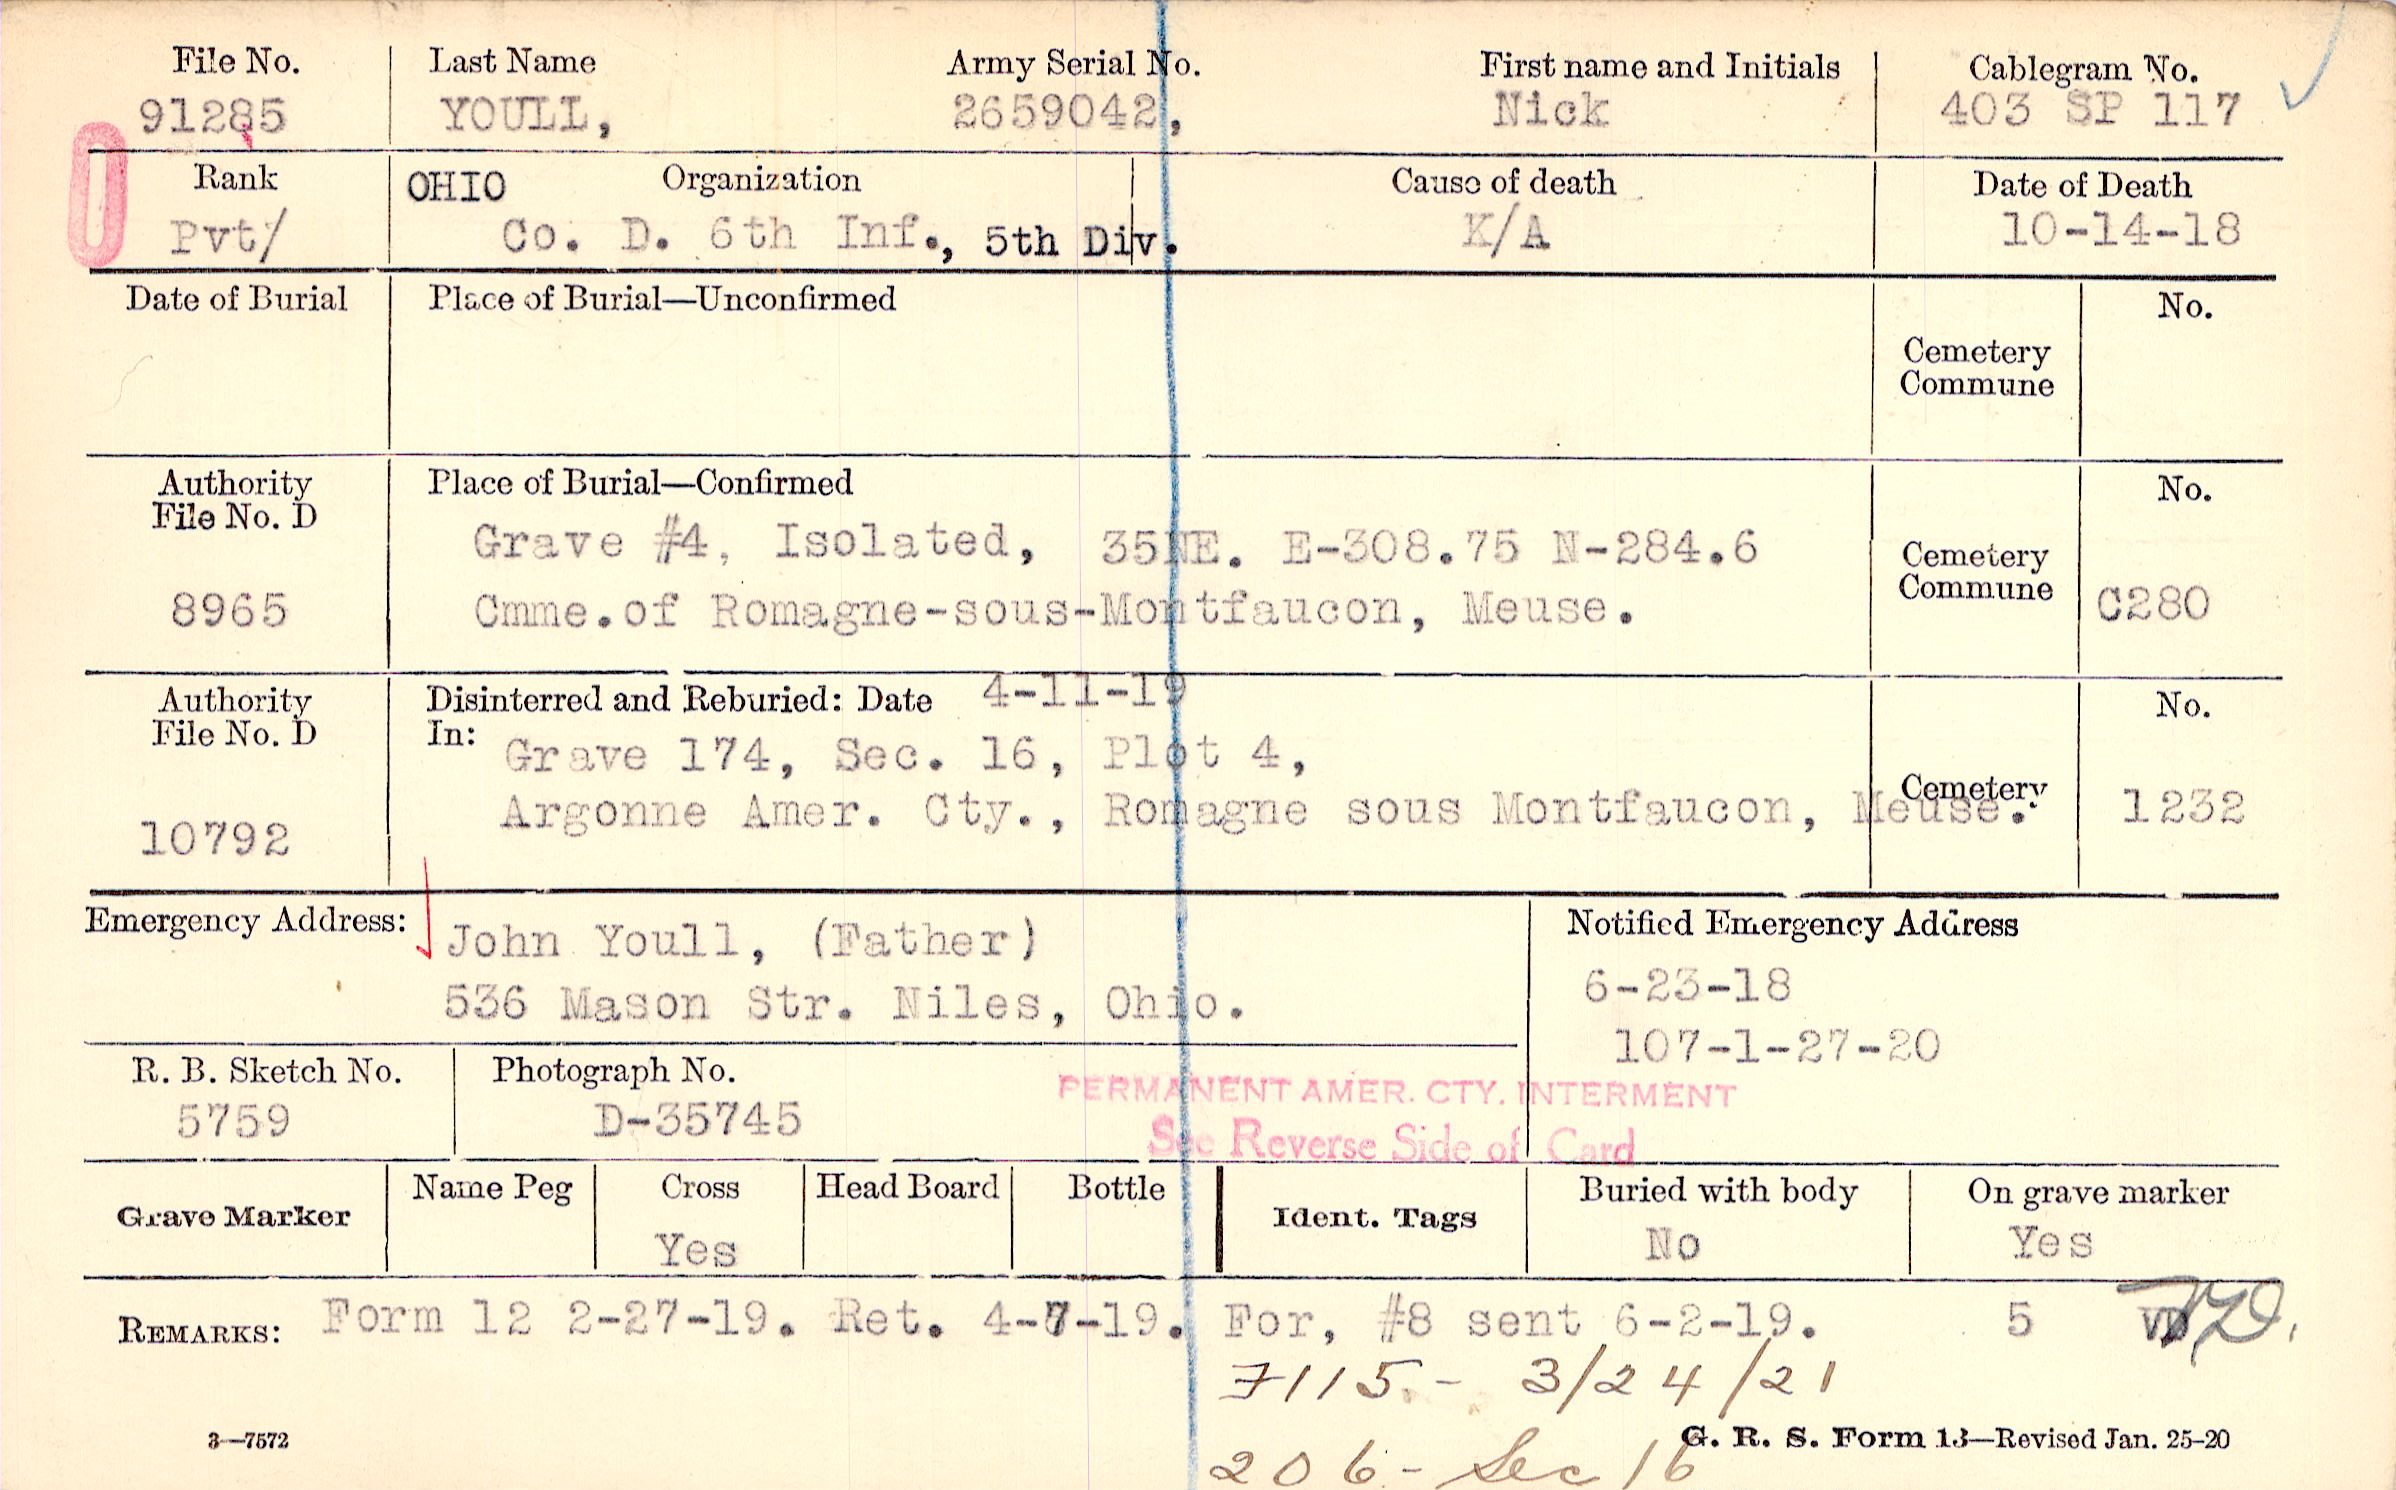 File No. Last Name Army Serial No. First name and Initials Cablegram No.
91285 YOULL, 2659042, Nick 403 SP 117
Rank OHIO Organization Cause of death Date of Death
Pvt/ Co. D. 6th Inf., 5th Div. K/A 10-14-18
Date of Burial Place of Burial—Unconfirmed No.
Cemetery
Commune
Authority Place of Burial—Confirmed No.
File No. D
Grave #4, Isolated, 35NE. E-308.75 N-284.6 Cemetery
8965 Cmme.of Romagne-sous-Montfaucon, Meuse. Commune C280
Authority Disinterred and Reburied: Date 4-11-19 No.
File No. D In: Grave 174, Sec. 16, Plot 4,
Cemetery
10792 Argonne Amer. Cty., Romagne sous Montfaucon, Meuse. 1232
Emergency Address: John Youll, (Father) Notified Emergency Address
536 Mason Str. Niles, Ohio. 6-23-18
107-1-27-20
R. B. Sketch No. Photograph No. PERMANENT AMER. CTY. INTERMENT
5759 D-35745 See Reverse Side of Card
Grave Marker Name Peg Cross Head Board Bottle Ident. Tags Buried with body On grave marker
Yes No Yes
REMARKS: Form 12 2-27-19. Ret. 4-7-19. For, #8 sent 6-2-19. 5
7115 - 3/24/21
3—7572 G. R. S. Form 13—Revised Jan. 25-20
206 - Sec 16